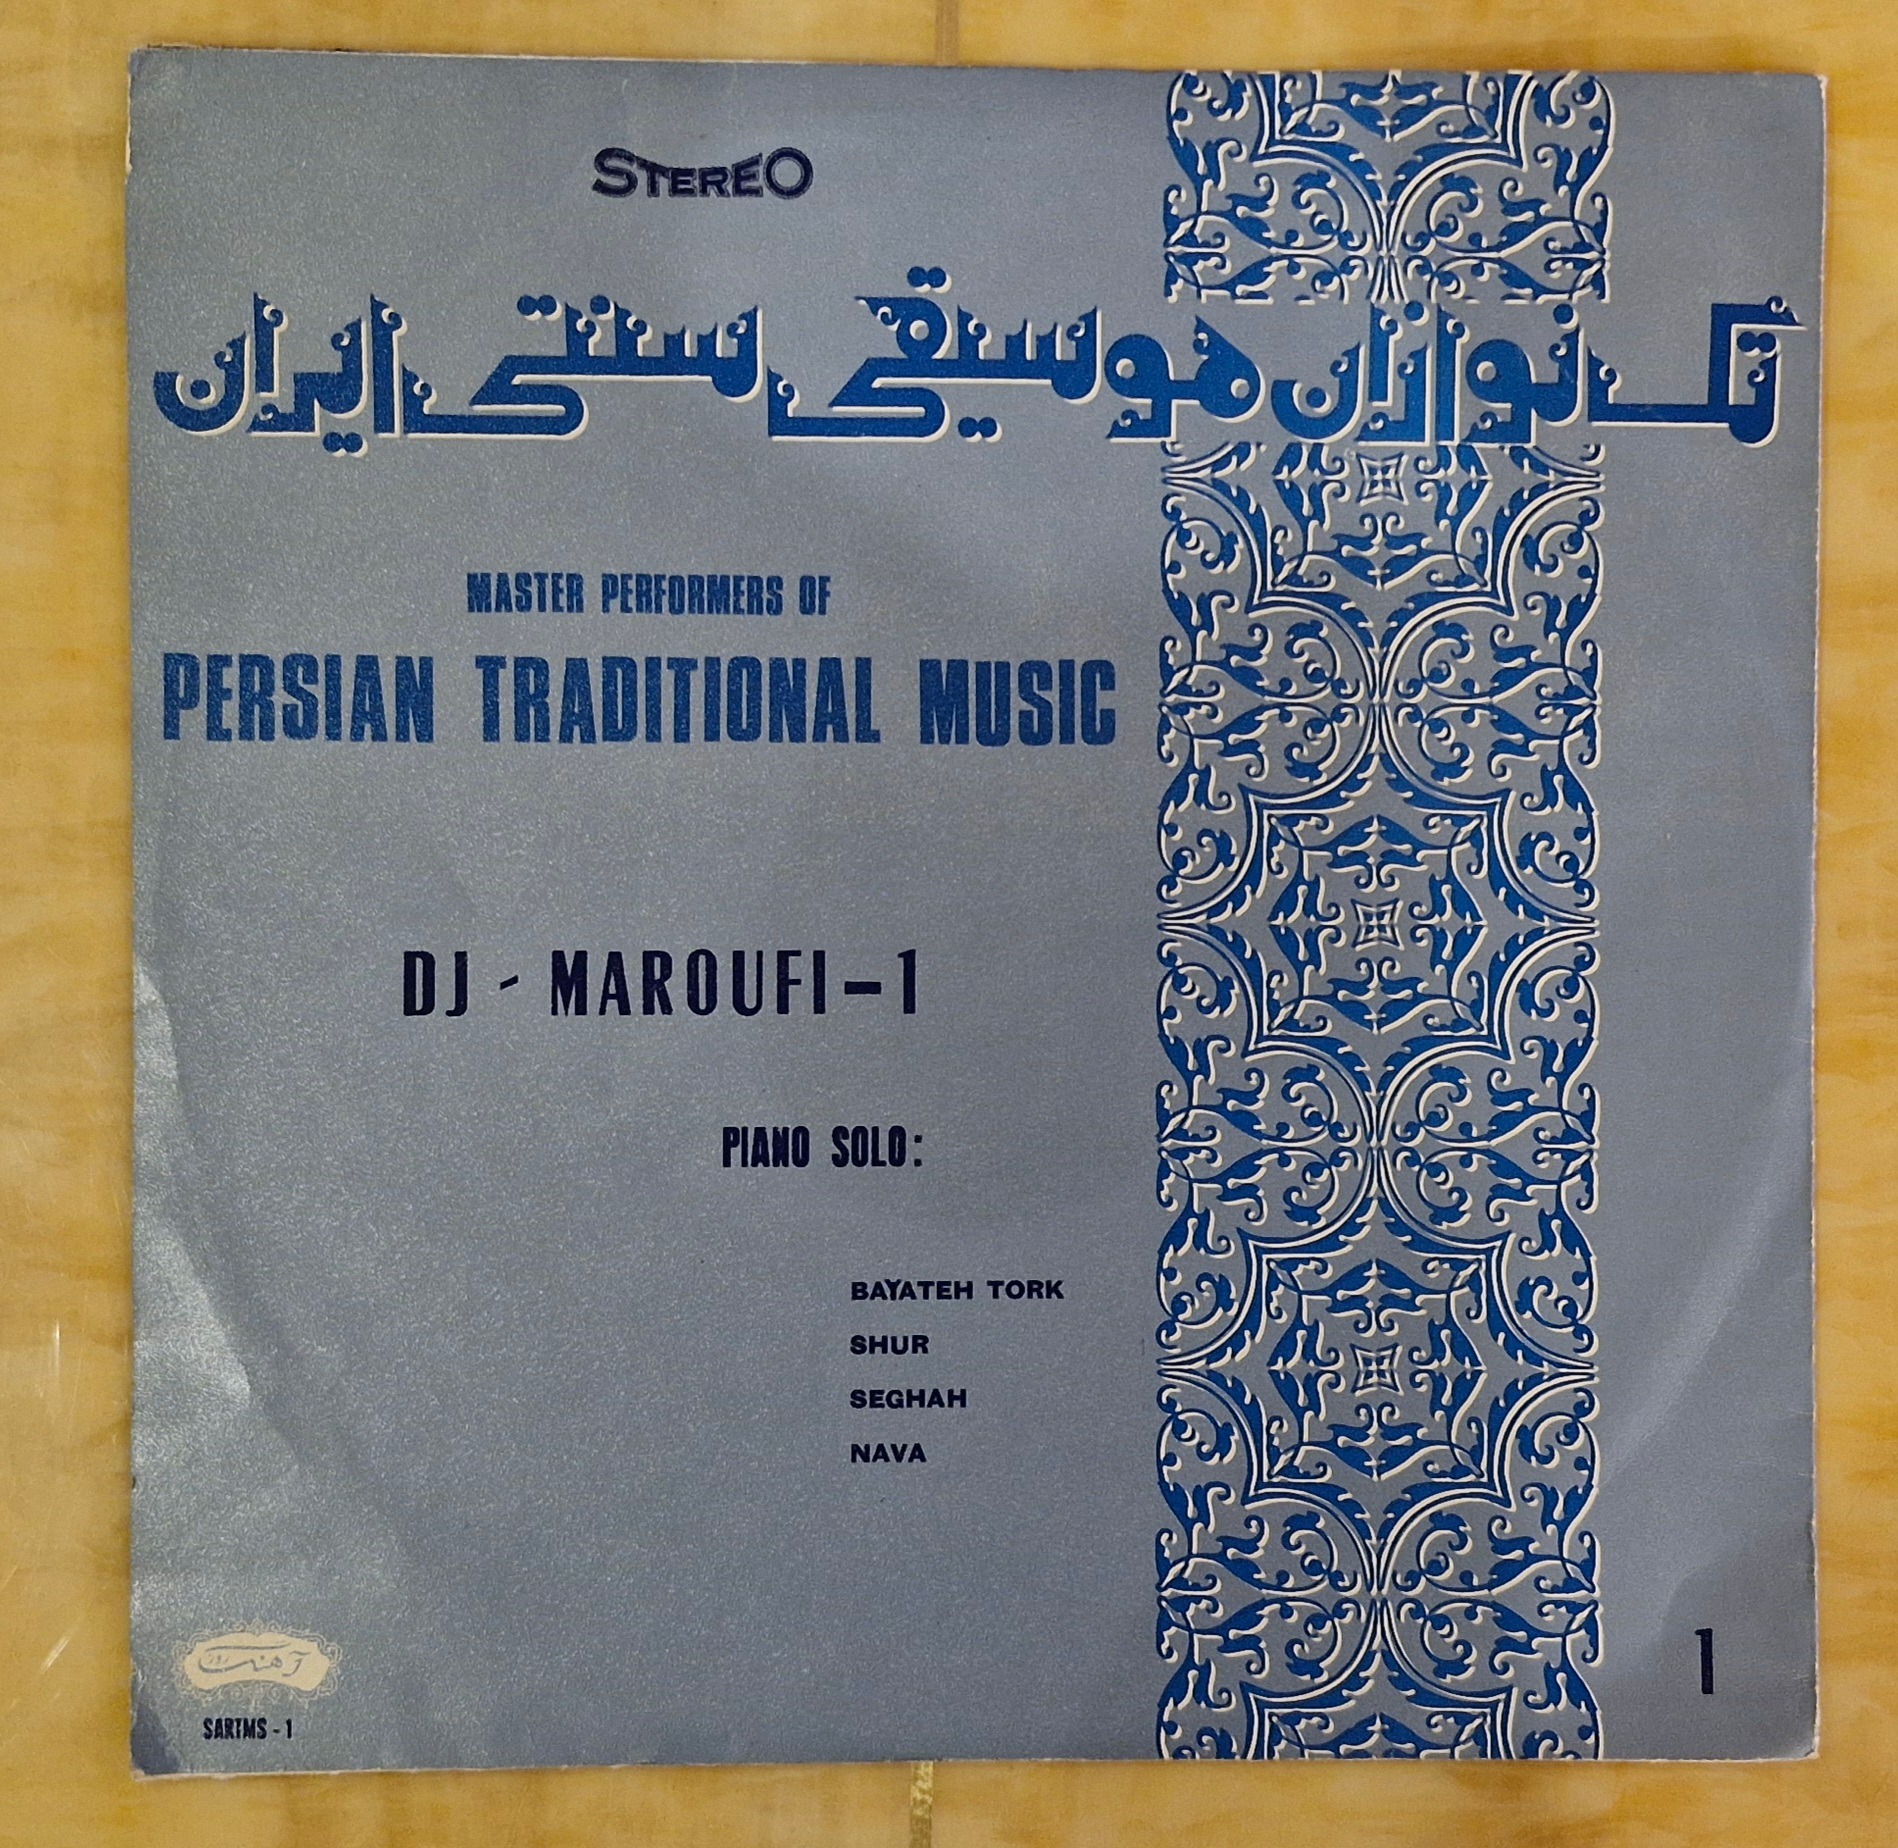 STEREO
تک نوازان موسیقی سنتی ایران
MASTER PERFORMERS OF
PERSIAN TRADITIONAL MUSIC
DJ - MAROUFI - 1
PIANO SOLO:
BAYATEH TORK
SHUR
SEGHAH
NAVA
آهنگ روز
SARTMS - 1
1